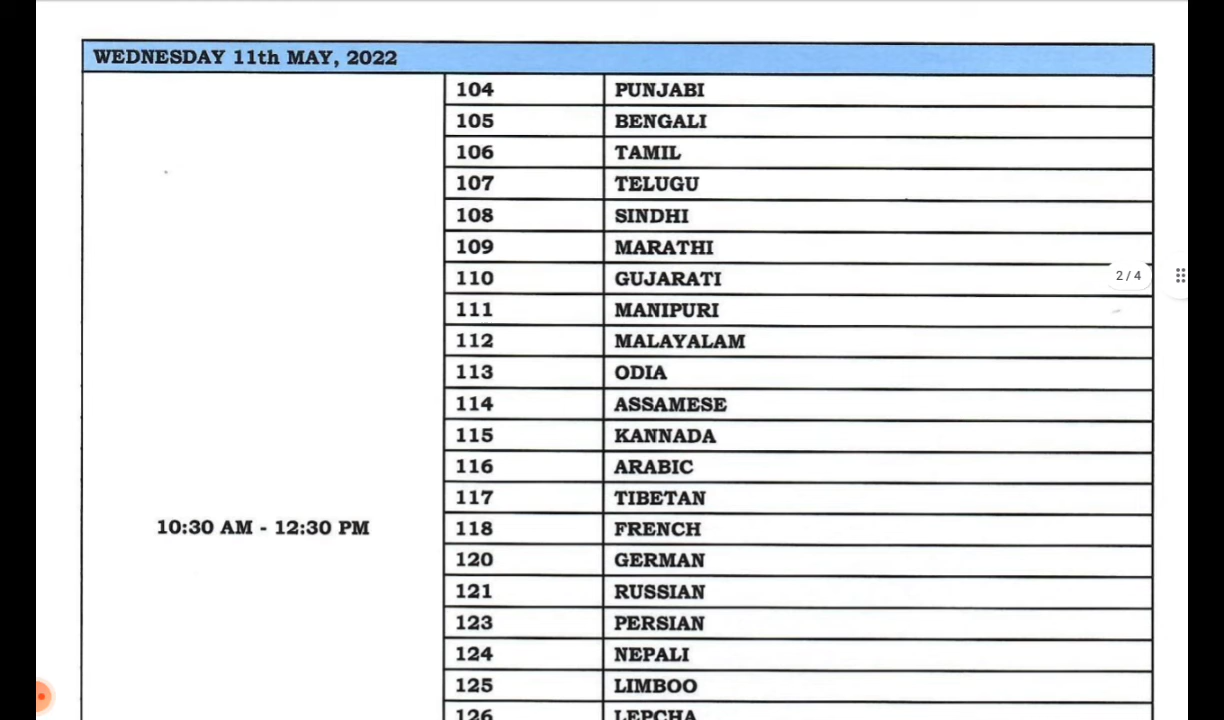 WEDNESDAY 11th MAY, 2022
104 PUNJABI
105 BENGALI
106 TAMIL
107 TELUGU
108 SINDHI
109 MARATHI
110 GUJARATI
2/4
111 MANIPURI
112 MALAYALAM
113 ODIA
114 ASSAMESE
115 KANNADA
116 ARABIC
117 TIBETAN
10:30 AM - 12:30 PM
118 FRENCH
120 GERMAN
121 RUSSIAN
123 PERSIAN
124 NEPALI
125 LIMBOO
126 LEPCHA